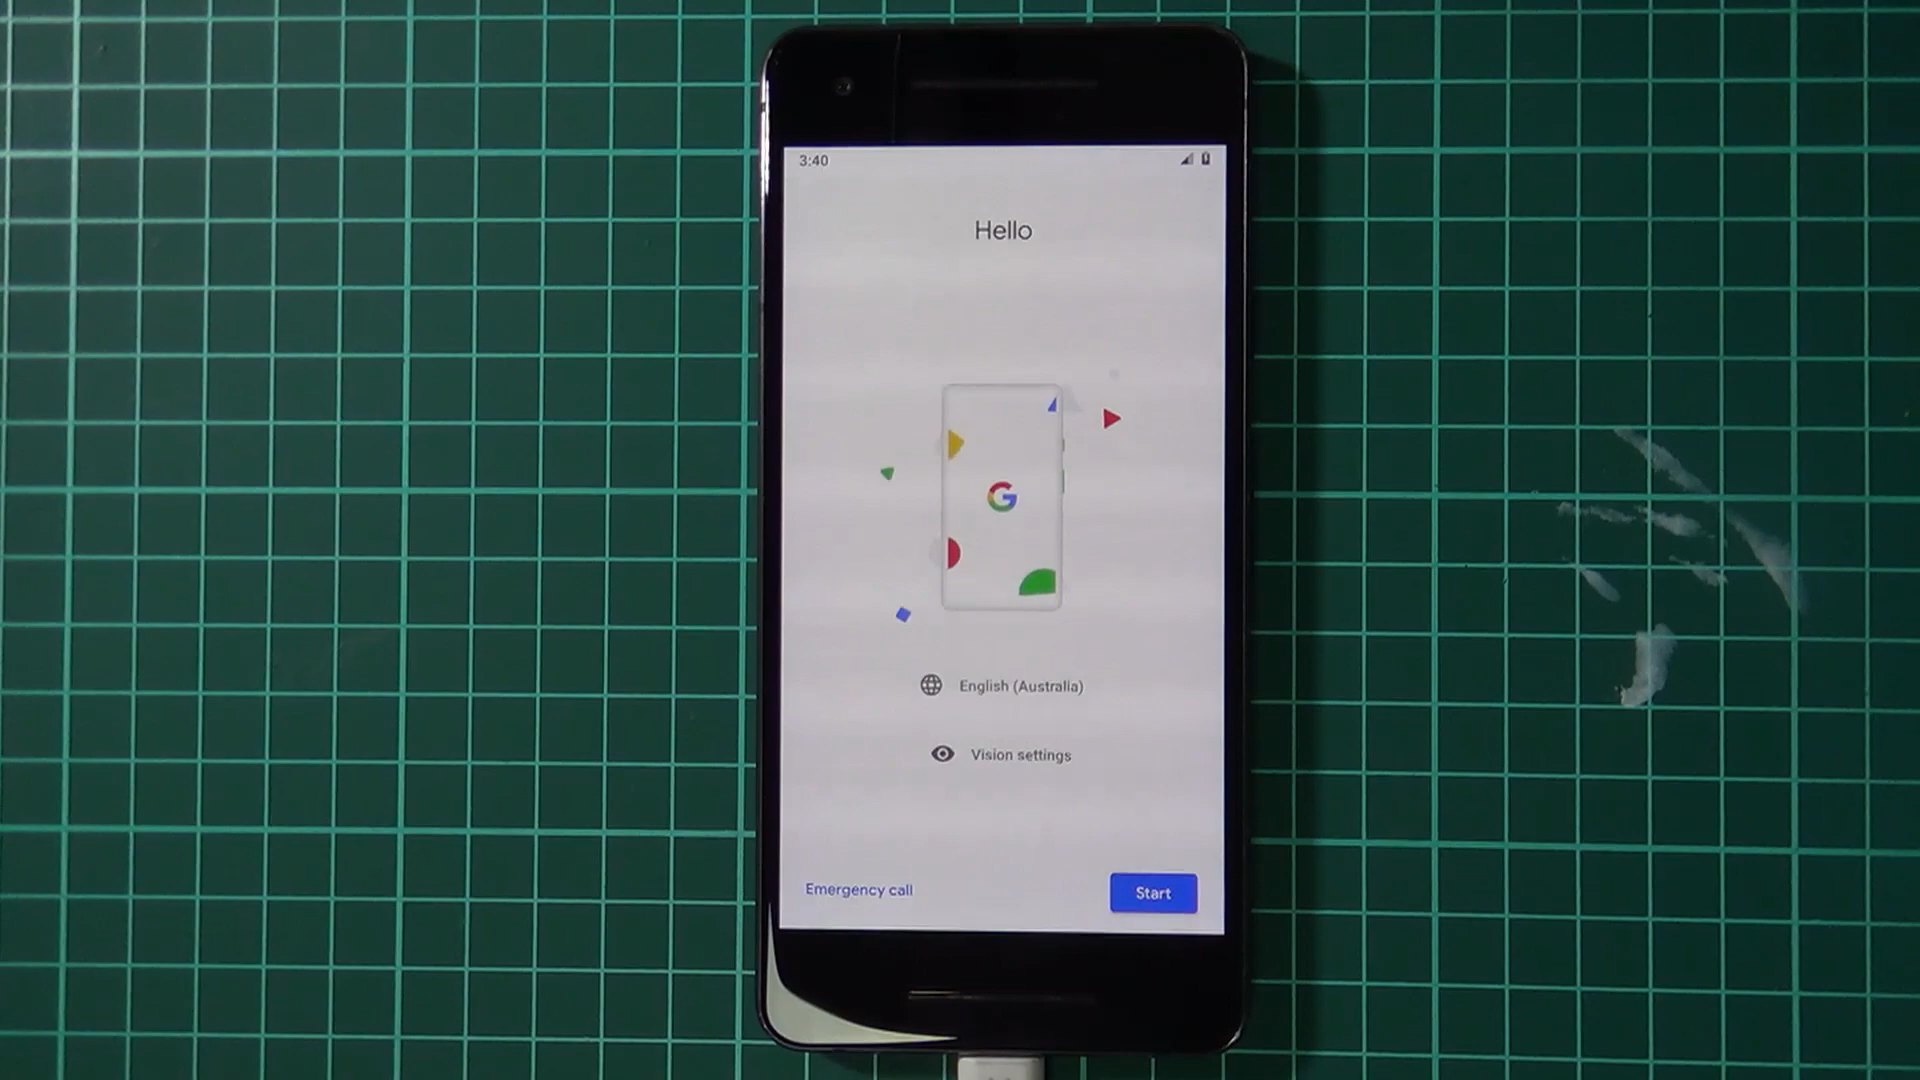 3:40
Hello
G
English (Australia)
Vision settings
Emergency call
Start